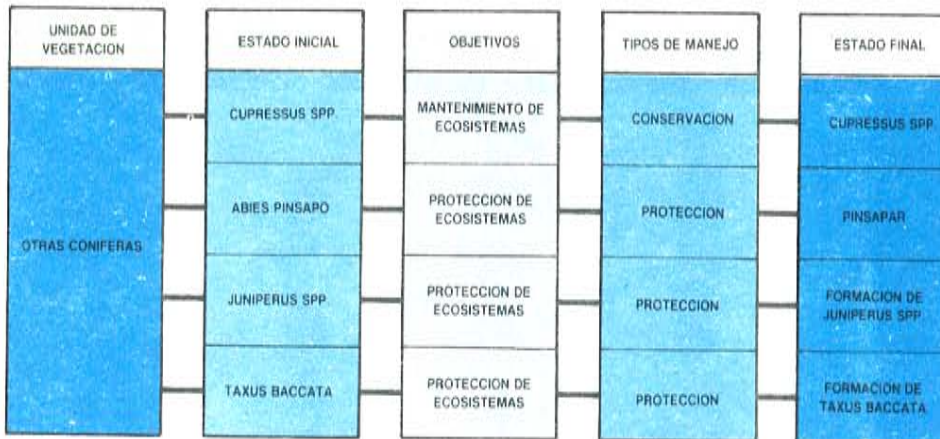 UNIDAD DE
VEGETACION
ESTADO INICIAL
OBJETIVOS
TIPOS DE MANEJO
ESTADO FINAL
OTRAS CONIFERAS
CUPRESSUS SPP.
MANTENIMIENTO DE
ECOSISTEMAS
CONSERVACION
CUPRESSUS SPP.
ABIES PINSAPO
PROTECCION DE
ECOSISTEMAS
PROTECCION
PINSAPAR
JUNIPERUS SPP.
PROTECCION DE
ECOSISTEMAS
PROTECCION
FORMACION DE
JUNIPERUS SPP.
TAXUS BACCATA
PROTECCION DE
ECOSISTEMAS
PROTECCION
FORMACION DE
TAXUS BACCATA